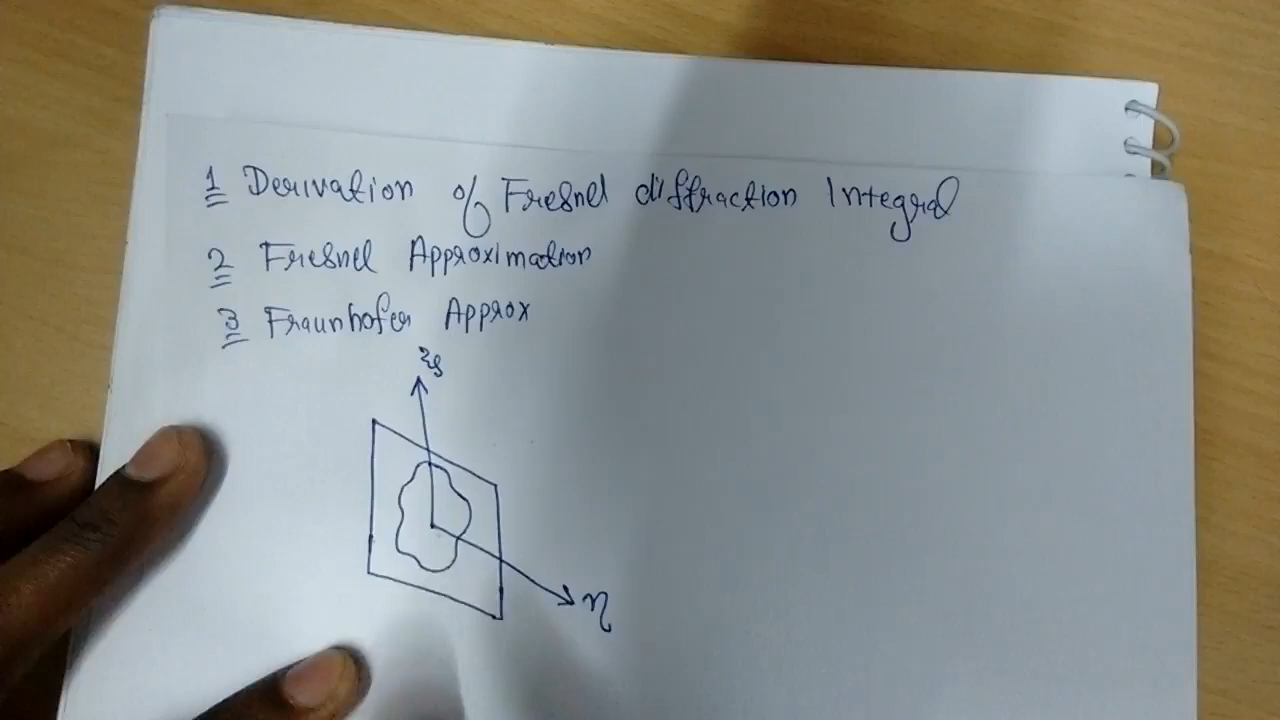 1 Derivation of Fresnel diffraction Integral
2 Fresnel Approximation
3 Fraunhofer Approx
η